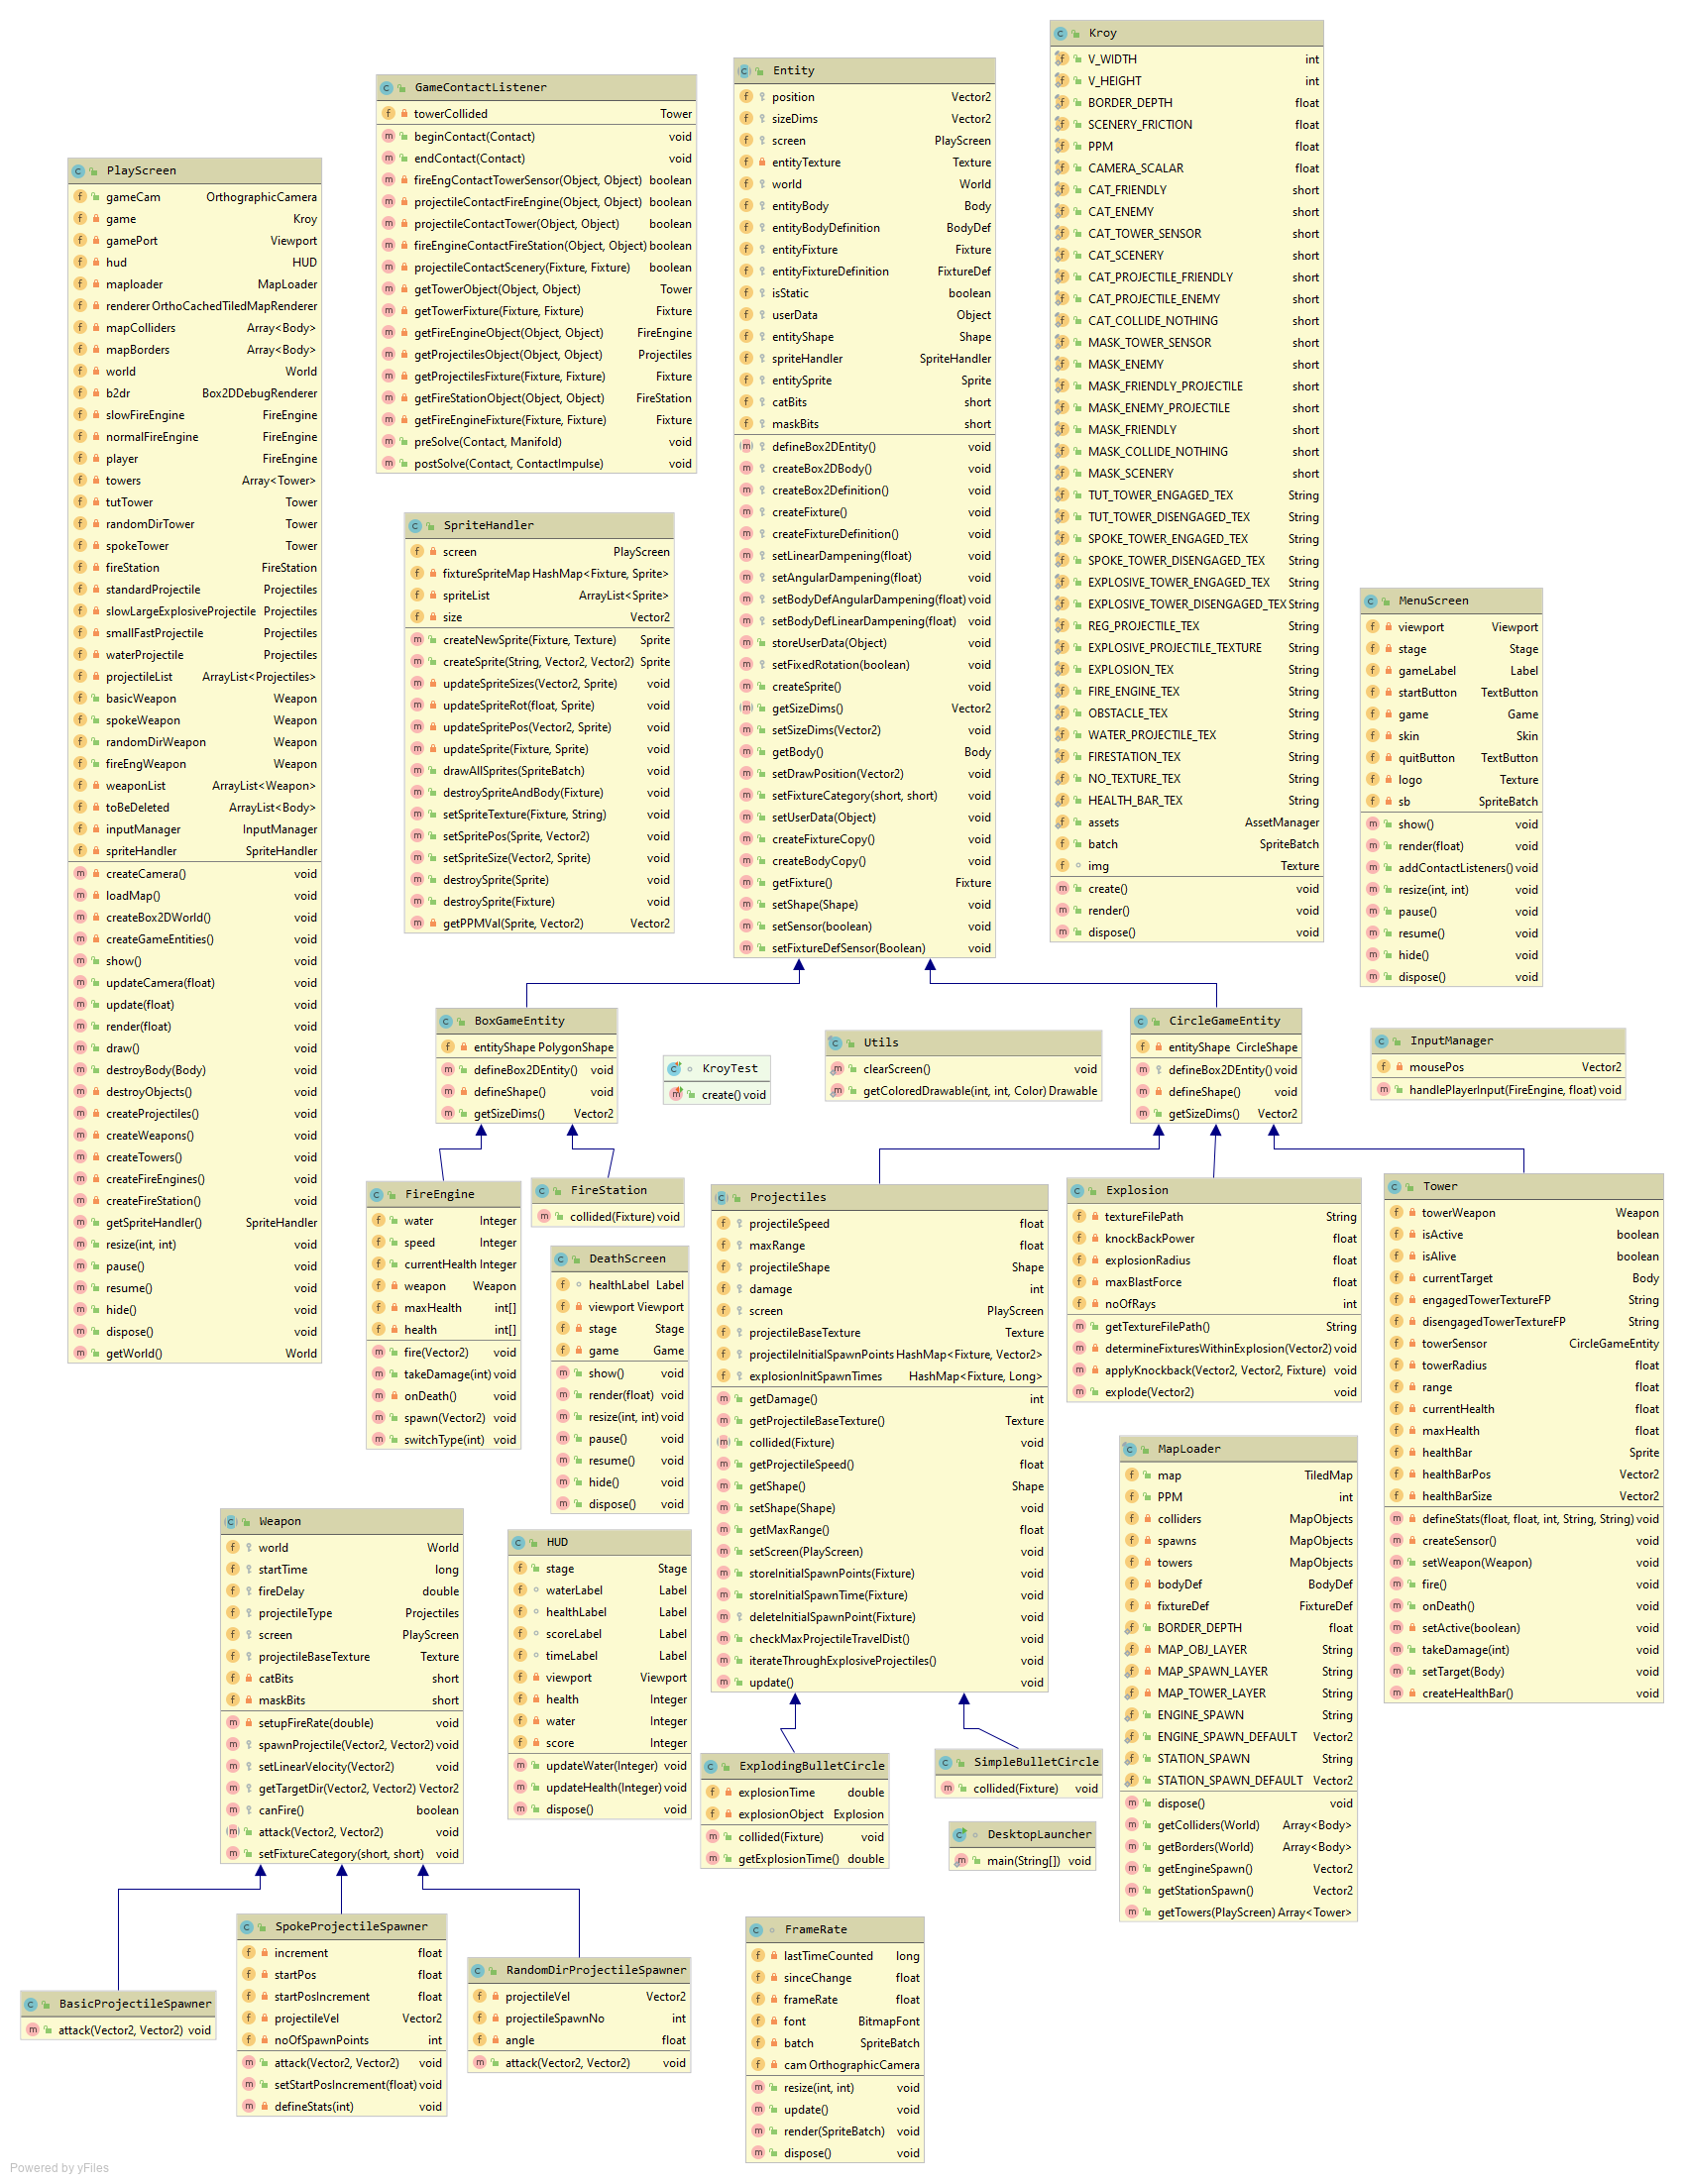 PlayScreen
gameCam OrthographicCamera
game Kroy
gamePort Viewport
hud HUD
maploader MapLoader
renderer OrthoCachedTiledMapRenderer
mapColliders Array<Body>
mapBorders Array<Body>
world World
b2dr Box2DDebugRenderer
slowFireEngine FireEngine
normalFireEngine FireEngine
player FireEngine
towers Array<Tower>
tutTower Tower
randomDirTower Tower
spokeTower Tower
fireStation FireStation
standardProjectile Projectiles
slowLargeExplosiveProjectile Projectiles
smallFastProjectile Projectiles
waterProjectile Projectiles
projectileList ArrayList<Projectiles>
basicWeapon Weapon
spokeWeapon Weapon
randomDirWeapon Weapon
fireEngWeapon Weapon
weaponList ArrayList<Weapon>
toBeDeleted ArrayList<Body>
inputManager InputManager
spriteHandler SpriteHandler
createCamera() void
loadMap() void
createBox2DWorld() void
createGameEntities() void
show() void
updateCamera(float) void
update(float) void
render(float) void
draw() void
destroyBody(Body) void
destroyObjects() void
createProjectiles() void
createWeapons() void
createTowers() void
createFireEngines() void
createFireStation() void
getSpriteHandler() SpriteHandler
resize(int, int) void
pause() void
resume() void
hide() void
dispose() void
getWorld() World
GameContactListener
towerCollided Tower
beginContact(Contact) void
endContact(Contact) void
fireEngContactTowerSensor(Object, Object) boolean
projectileContactFireEngine(Object, Object) boolean
projectileContactTower(Object, Object) boolean
fireEngineContactFireStation(Object, Object) boolean
projectileContactScenery(Fixture, Fixture) boolean
getTowerObject(Object, Object) Tower
getTowerFixture(Fixture, Fixture) Fixture
getFireEngineObject(Object, Object) FireEngine
getProjectilesObject(Object, Object) Projectiles
getProjectilesFixture(Fixture, Fixture) Fixture
getFireStationObject(Object, Object) FireStation
getFireEngineFixture(Fixture, Fixture) Fixture
preSolve(Contact, Manifold) void
postSolve(Contact, ContactImpulse) void
SpriteHandler
screen PlayScreen
fixtureSpriteMap HashMap<Fixture, Sprite>
spriteList ArrayList<Sprite>
size Vector2
createNewSprite(Fixture, Texture) Sprite
createSprite(String, Vector2, Vector2) Sprite
updateSpriteSizes(Vector2, Sprite) void
updateSpriteRot(float, Sprite) void
updateSpritePos(Vector2, Sprite) void
updateSprite(Fixture, Sprite) void
drawAllSprites(SpriteBatch) void
destroySpriteAndBody(Fixture) void
setSpriteTexture(Fixture, String) void
setSpritePos(Sprite, Vector2) void
setSpriteSize(Vector2, Sprite) void
destroySprite(Sprite) void
destroySprite(Fixture) void
getPPMVal(Sprite, Vector2) Vector2
Entity
position Vector2
sizeDims Vector2
screen PlayScreen
entityTexture Texture
world World
entityBody Body
entityBodyDefinition BodyDef
entityFixture Fixture
entityFixtureDefinition FixtureDef
isStatic boolean
userData Object
entityShape Shape
spriteHandler SpriteHandler
entitySprite Sprite
catBits short
maskBits short
defineBox2DEntity() void
createBox2DBody() void
createBox2Definition() void
createFixture() void
createFixtureDefinition() void
setLinearDampening(float) void
setAngularDampening(float) void
setBodyDefAngularDampening(float) void
setBodyDefLinearDampening(float) void
storeUserData(Object) void
setFixedRotation(boolean) void
createSprite() void
getSizeDims() Vector2
setSizeDims(Vector2) void
getBody() Body
setDrawPosition(Vector2) void
setFixtureCategory(short, short) void
setUserData(Object) void
createFixtureCopy() void
createBodyCopy() void
getFixture() Fixture
setShape(Shape) void
setSensor(boolean) void
setFixtureDefSensor(Boolean) void
Kroy
V_WIDTH int
V_HEIGHT int
BORDER_DEPTH float
SCENERY_FRICTION float
PPM float
CAMERA_SCALAR float
CAT_FRIENDLY short
CAT_ENEMY short
CAT_TOWER_SENSOR short
CAT_SCENERY short
CAT_PROJECTILE_FRIENDLY short
CAT_PROJECTILE_ENEMY short
CAT_COLLIDE_NOTHING short
MASK_TOWER_SENSOR short
MASK_ENEMY short
MASK_FRIENDLY_PROJECTILE short
MASK_ENEMY_PROJECTILE short
MASK_FRIENDLY short
MASK_COLLIDE_NOTHING short
MASK_SCENERY short
TUT_TOWER_ENGAGED_TEX String
TUT_TOWER_DISENGAGED_TEX String
SPOKE_TOWER_ENGAGED_TEX String
SPOKE_TOWER_DISENGAGED_TEX String
EXPLOSIVE_TOWER_ENGAGED_TEX String
EXPLOSIVE_TOWER_DISENGAGED_TEX String
REG_PROJECTILE_TEX String
EXPLOSIVE_PROJECTILE_TEXTURE String
EXPLOSION_TEX String
FIRE_ENGINE_TEX String
OBSTACLE_TEX String
WATER_PROJECTILE_TEX String
FIRESTATION_TEX String
NO_TEXTURE_TEX String
HEALTH_BAR_TEX String
assets AssetManager
batch SpriteBatch
img Texture
create() void
render() void
dispose() void
MenuScreen
viewport Viewport
stage Stage
gameLabel Label
startButton TextButton
game Game
skin Skin
quitButton TextButton
logo Texture
sb SpriteBatch
show() void
render(float) void
addContactListeners() void
resize(int, int) void
pause() void
resume() void
hide() void
dispose() void
BoxGameEntity
entityShape PolygonShape
defineBox2DEntity() void
defineShape() void
getSizeDims() Vector2
KroyTest
create() void
Utils
clearScreen() void
getColoredDrawable(int, int, Color) Drawable
CircleGameEntity
entityShape CircleShape
defineBox2DEntity() void
defineShape() void
getSizeDims() Vector2
InputManager
mousePos Vector2
handlePlayerInput(FireEngine, float) void
FireEngine
water Integer
speed Integer
currentHealth Integer
weapon Weapon
maxHealth int[]
health int[]
fire(Vector2) void
takeDamage(int) void
onDeath() void
spawn(Vector2) void
switchType(int) void
FireStation
collided(Fixture) void
DeathScreen
healthLabel Label
viewport Viewport
stage Stage
game Game
show() void
render(float) void
resize(int, int) void
pause() void
resume() void
hide() void
dispose() void
Projectiles
projectileSpeed float
maxRange float
projectileShape Shape
damage int
screen PlayScreen
projectileBaseTexture Texture
projectileInitialSpawnPoints HashMap<Fixture, Vector2>
explosionInitSpawnTimes HashMap<Fixture, Long>
getDamage() int
getProjectileBaseTexture() Texture
collided(Fixture) void
getProjectileSpeed() float
getShape() Shape
setShape(Shape) void
getMaxRange() float
setScreen(PlayScreen) void
storeInitialSpawnPoints(Fixture) void
storeInitialSpawnTime(Fixture) void
deleteInitialSpawnPoint(Fixture) void
checkMaxProjectileTravelDist() void
iterateThroughExplosiveProjectiles() void
update() void
Explosion
textureFilePath String
knockBackPower float
explosionRadius float
maxBlastForce float
noOfRays int
getTextureFilePath() String
determineFixturesWithinExplosion(Vector2) void
applyKnockback(Vector2, Vector2, Fixture) void
explode(Vector2) void
Tower
towerWeapon Weapon
isActive boolean
isAlive boolean
currentTarget Body
engagedTowerTextureFP String
disengagedTowerTextureFP String
towerSensor CircleGameEntity
towerRadius float
range float
currentHealth float
maxHealth float
healthBar Sprite
healthBarPos Vector2
healthBarSize Vector2
defineStats(float, float, int, String, String) void
createSensor() void
setWeapon(Weapon) void
fire() void
onDeath() void
setActive(boolean) void
takeDamage(int) void
setTarget(Body) void
createHealthBar() void
MapLoader
map TiledMap
PPM int
colliders MapObjects
spawns MapObjects
towers MapObjects
bodyDef BodyDef
fixtureDef FixtureDef
BORDER_DEPTH float
MAP_OBJ_LAYER String
MAP_SPAWN_LAYER String
MAP_TOWER_LAYER String
ENGINE_SPAWN String
ENGINE_SPAWN_DEFAULT Vector2
STATION_SPAWN String
STATION_SPAWN_DEFAULT Vector2
dispose() void
getColliders(World) Array<Body>
getBorders(World) Array<Body>
getEngineSpawn() Vector2
getStationSpawn() Vector2
getTowers(PlayScreen) Array<Tower>
Weapon
world World
startTime long
fireDelay double
projectileType Projectiles
screen PlayScreen
projectileBaseTexture Texture
catBits short
maskBits short
setupFireRate(double) void
spawnProjectile(Vector2, Vector2) void
setLinearVelocity(Vector2) void
getTargetDir(Vector2, Vector2) Vector2
canFire() boolean
attack(Vector2, Vector2) void
setFixtureCategory(short, short) void
HUD
stage Stage
waterLabel Label
healthLabel Label
scoreLabel Label
timeLabel Label
viewport Viewport
health Integer
water Integer
score Integer
updateWater(Integer) void
updateHealth(Integer) void
dispose() void
ExplodingBulletCircle
explosionTime double
explosionObject Explosion
collided(Fixture) void
getExplosionTime() double
SimpleBulletCircle
collided(Fixture) void
DesktopLauncher
main(String[]) void
BasicProjectileSpawner
attack(Vector2, Vector2) void
SpokeProjectileSpawner
increment float
startPos float
startPosIncrement float
projectileVel Vector2
noOfSpawnPoints int
attack(Vector2, Vector2) void
setStartPosIncrement(float) void
defineStats(int) void
RandomDirProjectileSpawner
projectileVel Vector2
projectileSpawnNo int
angle float
attack(Vector2, Vector2) void
FrameRate
lastTimeCounted long
sinceChange float
frameRate float
font BitmapFont
batch SpriteBatch
cam OrthographicCamera
resize(int, int) void
update() void
render(SpriteBatch) void
dispose() void
Powered by yFiles